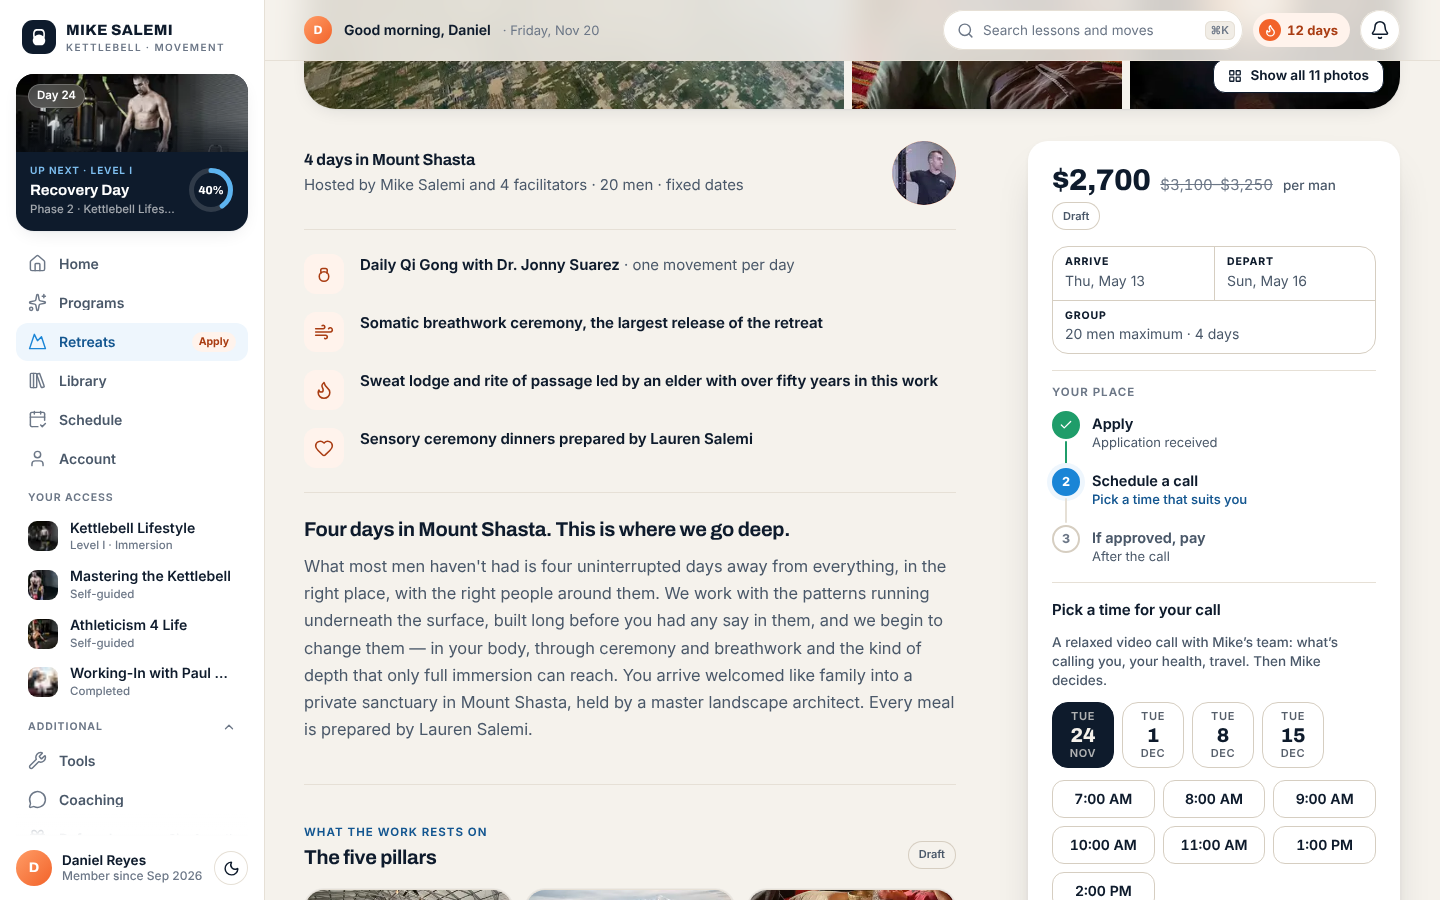 MIKE SALEMI
KETTLEBELL · MOVEMENT
Day 24
UP NEXT · LEVEL I
Recovery Day
Phase 2 · Kettlebell Lifes...
40%
Home
Programs
Retreats
Apply
Library
Schedule
Account
YOUR ACCESS
Kettlebell Lifestyle
Level I · Immersion
Mastering the Kettlebell
Self-guided
Athleticism 4 Life
Self-guided
Working-In with Paul ...
Completed
ADDITIONAL
Tools
Coaching
D
Daniel Reyes
Member since Sep 2026
D
Good morning, Daniel · Friday, Nov 20
Search lessons and moves
⌘K
12 days
Show all 11 photos
4 days in Mount Shasta
Hosted by Mike Salemi and 4 facilitators · 20 men · fixed dates
Daily Qi Gong with Dr. Jonny Suarez · one movement per day
Somatic breathwork ceremony, the largest release of the retreat
Sweat lodge and rite of passage led by an elder with over fifty years in this work
Sensory ceremony dinners prepared by Lauren Salemi
Four days in Mount Shasta. This is where we go deep.
What most men haven't had is four uninterrupted days away from everything, in the
right place, with the right people around them. We work with the patterns running
underneath the surface, built long before you had any say in them, and we begin to
change them — in your body, through ceremony and breathwork and the kind of
depth that only full immersion can reach. You arrive welcomed like family into a
private sanctuary in Mount Shasta, held by a master landscape architect. Every meal
is prepared by Lauren Salemi.
WHAT THE WORK RESTS ON
The five pillars
Draft
$2,700 $3,100–$3,250 per man
Draft
ARRIVE
Thu, May 13
DEPART
Sun, May 16
GROUP
20 men maximum · 4 days
YOUR PLACE
Apply
Application received
2
Schedule a call
Pick a time that suits you
3
If approved, pay
After the call
Pick a time for your call
A relaxed video call with Mike’s team: what’s
calling you, your health, travel. Then Mike
decides.
TUE
24
NOV
TUE
1
DEC
TUE
8
DEC
TUE
15
DEC
7:00 AM
8:00 AM
9:00 AM
10:00 AM
11:00 AM
1:00 PM
2:00 PM